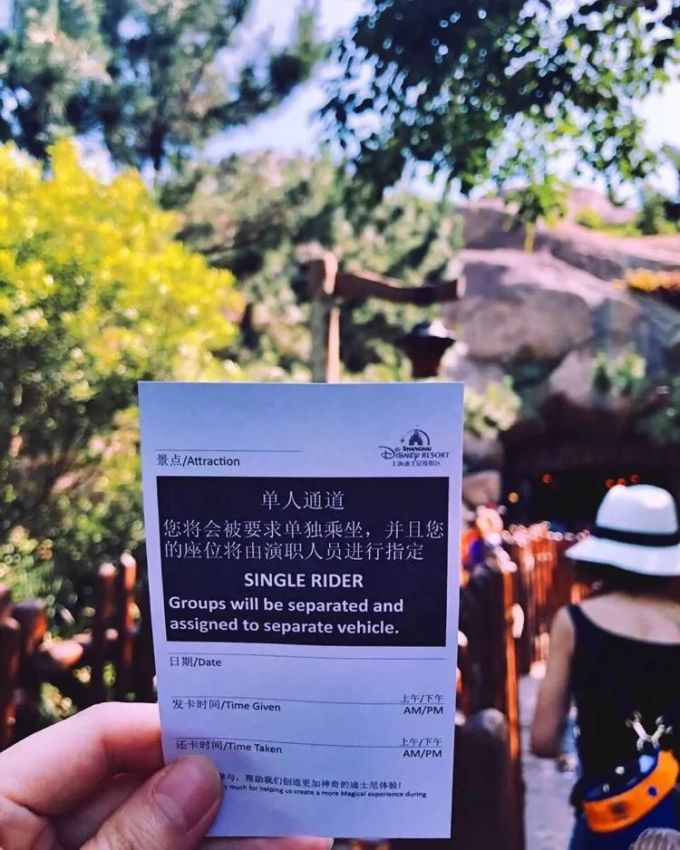 景点/Attraction
SHANGHAI
Disney RESORT
上海迪士尼度假区
单人通道
您将会被要求单独乘坐，并且您
的座位将由演职人员进行指定
SINGLE RIDER
Groups will be separated and
assigned to separate vehicle.
日期/Date
发卡时间/Time Given
上午/下午
AM/PM
还卡时间/Time Taken
上午/下午
AM/PM
与，帮助我们创造更加神奇的迪士尼体验！
much for helping us create a more Magical experience during